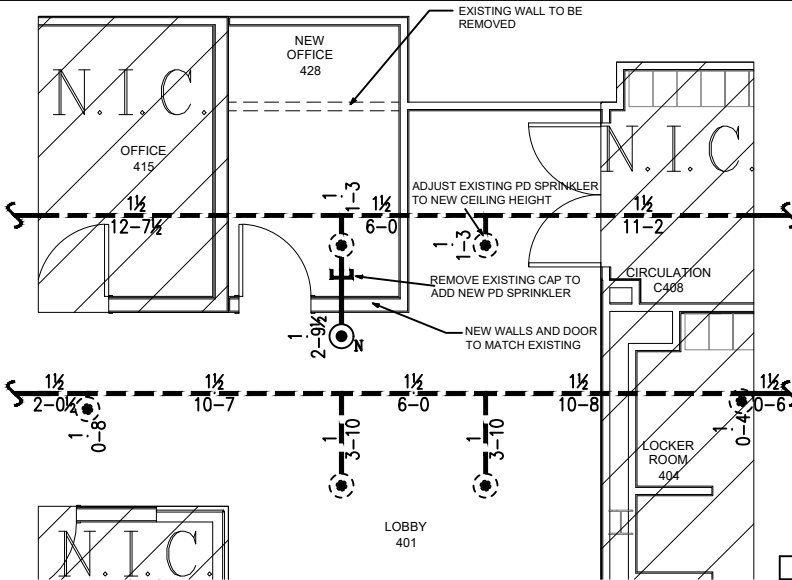 EXISTING WALL TO BE
REMOVED
NEW
OFFICE
428
N.I.C.
OFFICE
415
N.I.C.
ADJUST EXISTING PD SPRINKLER
TO NEW CEILING HEIGHT
1½
12-7½
1
1-3
1½
6-0
1
1-3
1½
11-2
REMOVE EXISTING CAP TO
ADD NEW PD SPRINKLER
CIRCULATION
C408
NEW WALLS AND DOOR
TO MATCH EXISTING
1
2-9½
N
1½
2-0½
1½
10-7
1½
6-0
1½
10-8
1½
0-6
1
0-8
1
3-10
1
3-10
1
0-4
LOCKER
ROOM
404
LOBBY
401
N.I.C